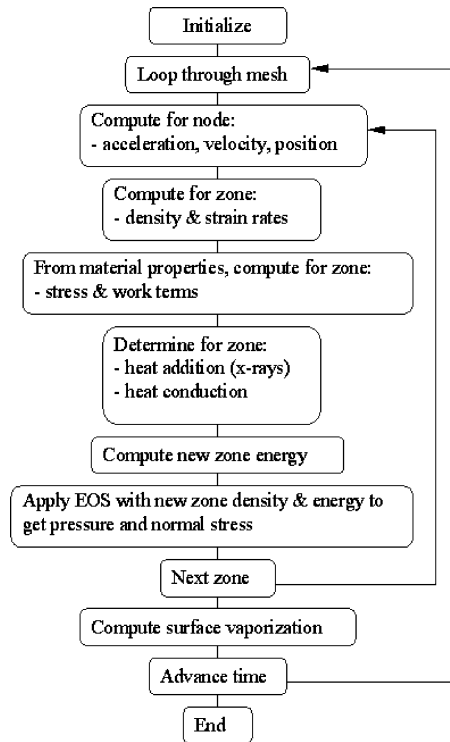 Initialize
Loop through mesh
Compute for node:
- acceleration, velocity, position
Compute for zone:
- density & strain rates
From material properties, compute for zone:
- stress & work terms
Determine for zone:
- heat addition (x-rays)
- heat conduction
Compute new zone energy
Apply EOS with new zone density & energy to
get pressure and normal stress
Next zone
Compute surface vaporization
Advance time
End